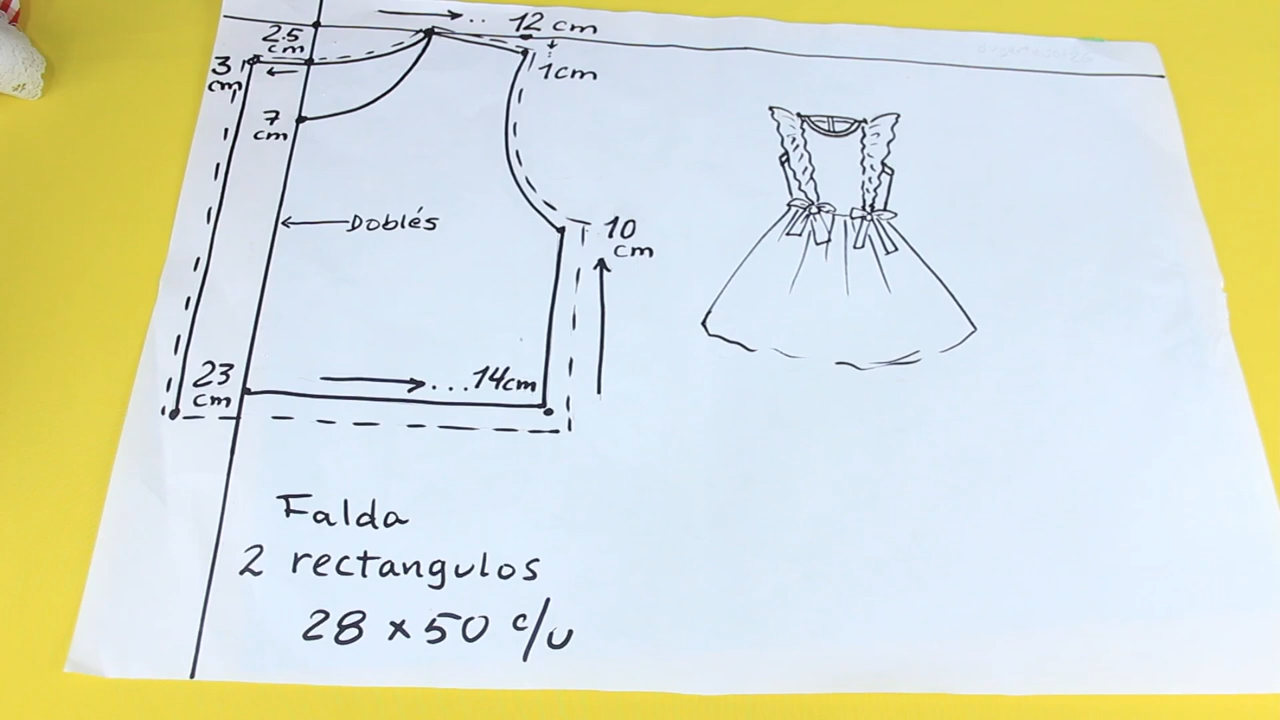 12 cm
2.5
cm
1cm
3
cm
7
cm
Doblés
10
cm
23
cm
...14cm
Falda
2 rectangulos
28 x 50 c/u